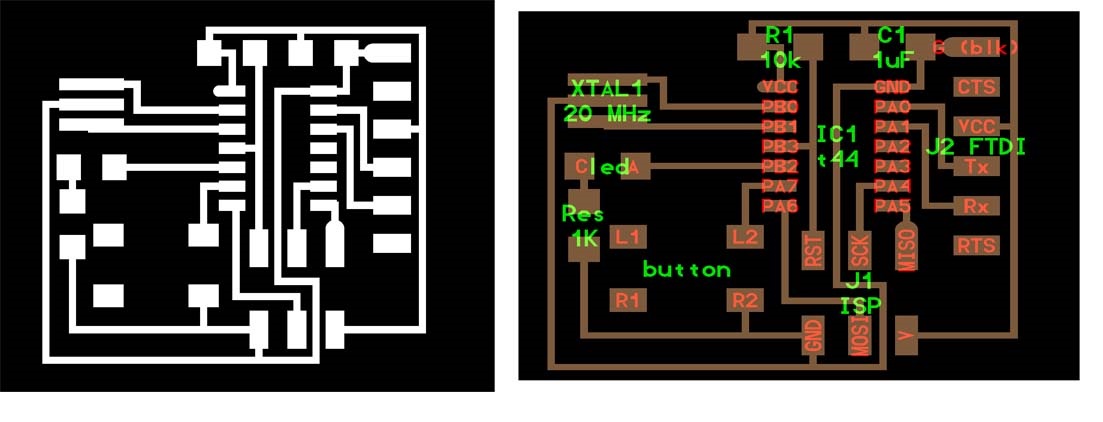 R1
10k
C1
1uF
G (blk)
XTAL1
20 MHz
VCC
PB0
PB1
PB3
PB2
PA7
PA6
IC1
t44
GND
PA0
PA1
PA2
PA3
PA4
PA5
CTS
VCC
J2 FTDI
Tx
Rx
RTS
C led A
Res
1K
L1
L2
button
R1
R2
RST
SCK
MISO
J1
ISP
GND
MOSI
V